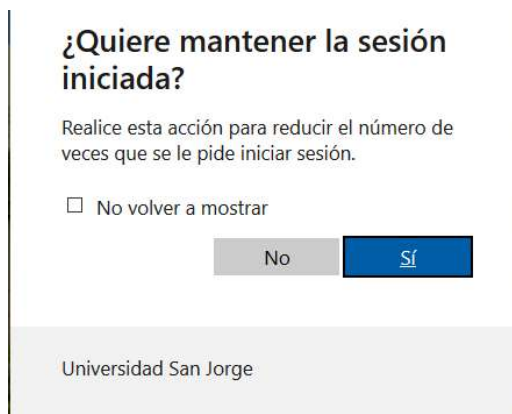 ¿Quiere mantener la sesión
iniciada?
Realice esta acción para reducir el número de
veces que se le pide iniciar sesión.
No volver a mostrar
No
Sí
Universidad San Jorge